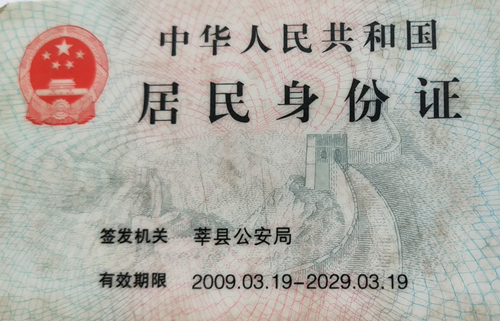 中华人民共和国
居民身份证
签发机关 莘县公安局
有效期限 2009.03.19-2029.03.19